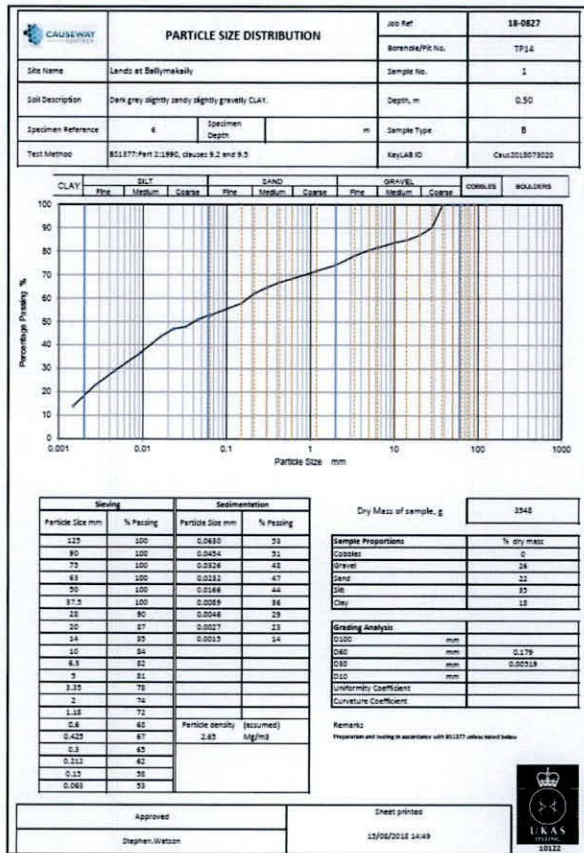 CAUSEWAY
GEOTECH
PARTICLE SIZE DISTRIBUTION
Job Ref 18-0827
Borehole/Pit No. TP14
Site Name Lands at Ballymakailly Sample No. 1
Soil Description Dark grey slightly sandy slightly gravelly CLAY. Depth, m 0.50
Specimen Reference 6 Specimen Depth m Sample Type B
Test Method BS1377:Part 2:1990, clauses 9.2 and 9.5 KeyLAB ID Caus2018073020
CLAY SILT SAND GRAVEL COBBLES BOULDERS
Fine Medium Coarse Fine Medium Coarse Fine Medium Coarse
100
90
80
70
60
50
40
30
20
10
0
Percentage Passing %
0.001 0.01 0.1 1 10 100 1000
Particle Size mm
Sieving Sedimentation
Particle Size mm % Passing Particle Size mm % Passing
125 100 0.0630 53
90 100 0.0454 51
75 100 0.0326 48
63 100 0.0232 47
50 100 0.0166 44
37.5 100 0.0089 36
28 90 0.0046 29
20 87 0.0027 23
14 85 0.0015 14
10 84
6.3 82
5 81
3.35 78
2 74
1.18 72
0.6 68 Particle density (assumed)
0.425 67 2.65 Mg/m3
0.3 65
0.212 62
0.15 58
0.063 53
Dry Mass of sample, g 3548
Sample Proportions % dry mass
Cobbles 0
Gravel 26
Sand 22
Silt 35
Clay 18
Grading Analysis
D100 mm
D60 mm 0.179
D30 mm 0.00519
D10 mm
Uniformity Coefficient
Curvature Coefficient
Remarks
Preparation and testing in accordance with BS1377 unless noted below
Approved
Stephen.Watson
Sheet printed
13/08/2018 14:49
UKAS
TESTING
10122